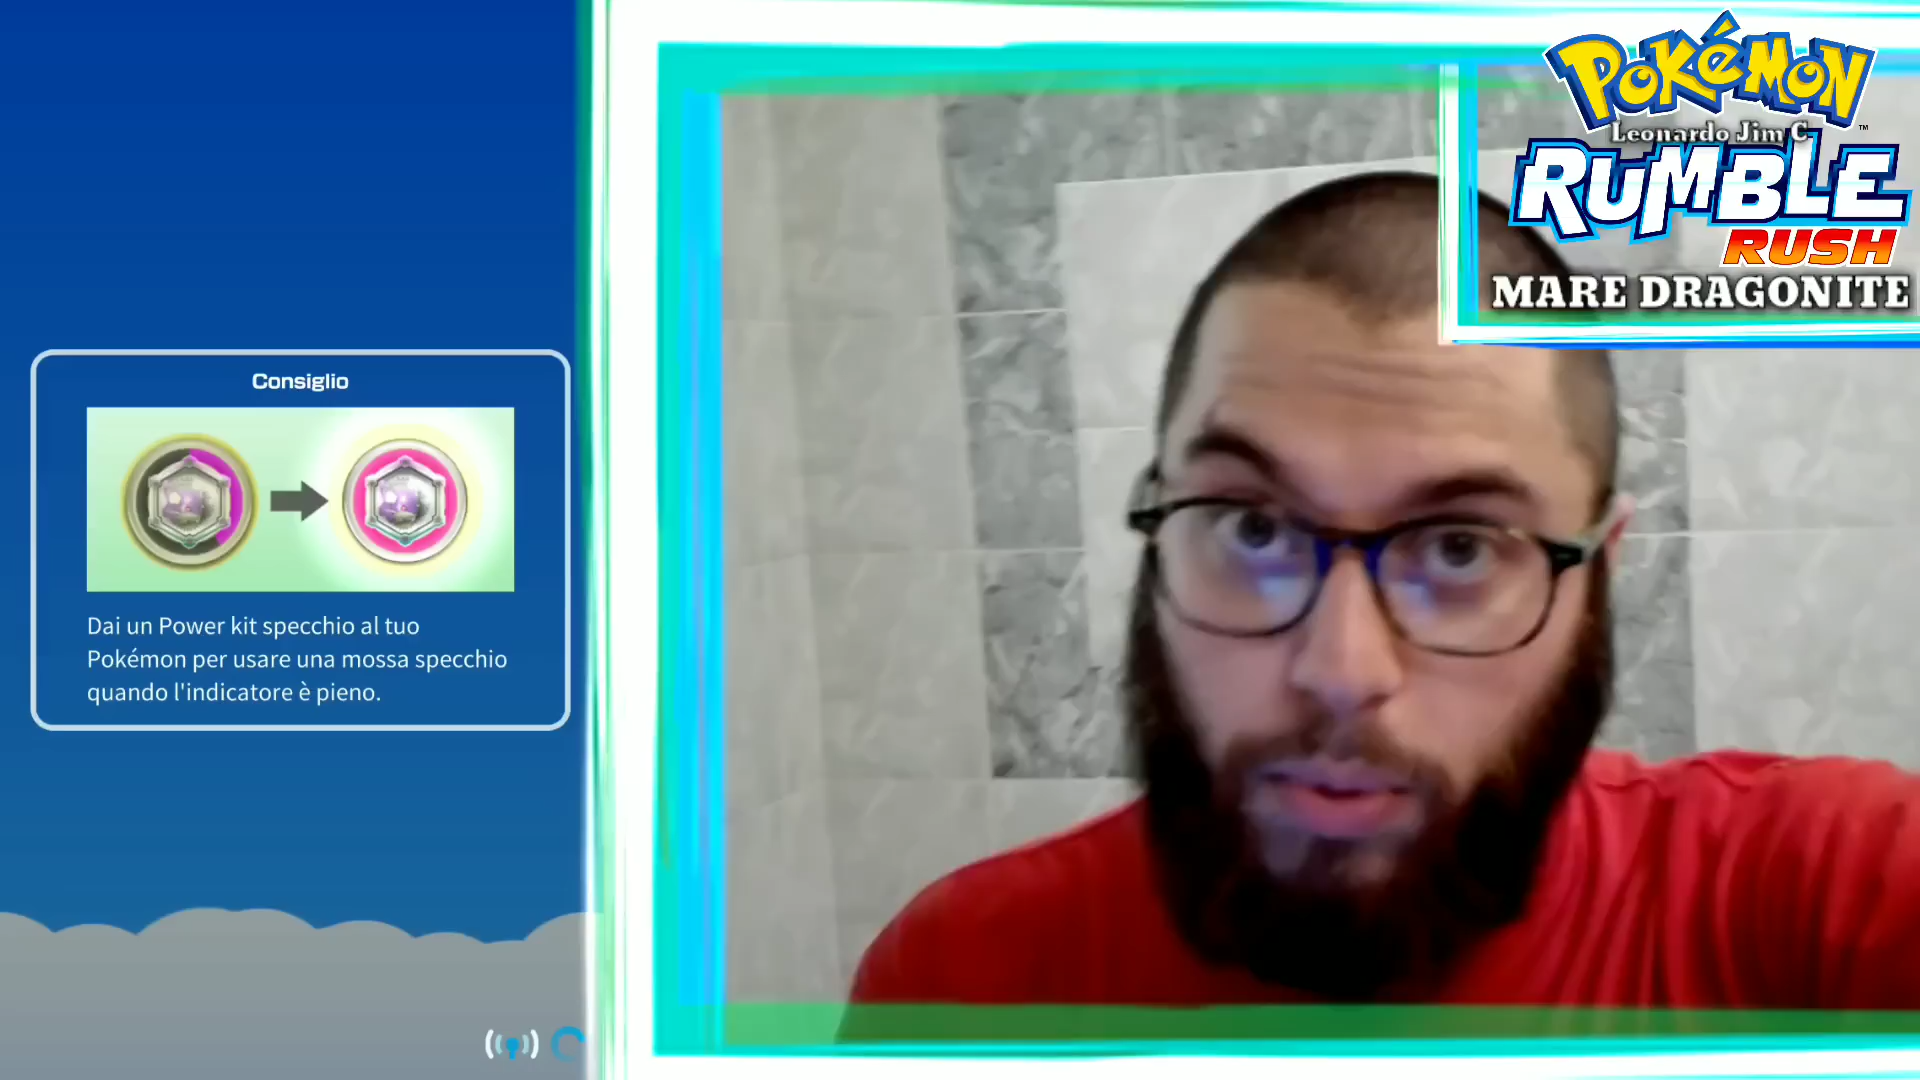 Consiglio
Dai un Power kit specchio al tuo
Pokémon per usare una mossa specchio
quando l'indicatore è pieno.
POKÉMON™
Leonardo Jim C
RUMBLE
RUSH
MARE DRAGONITE